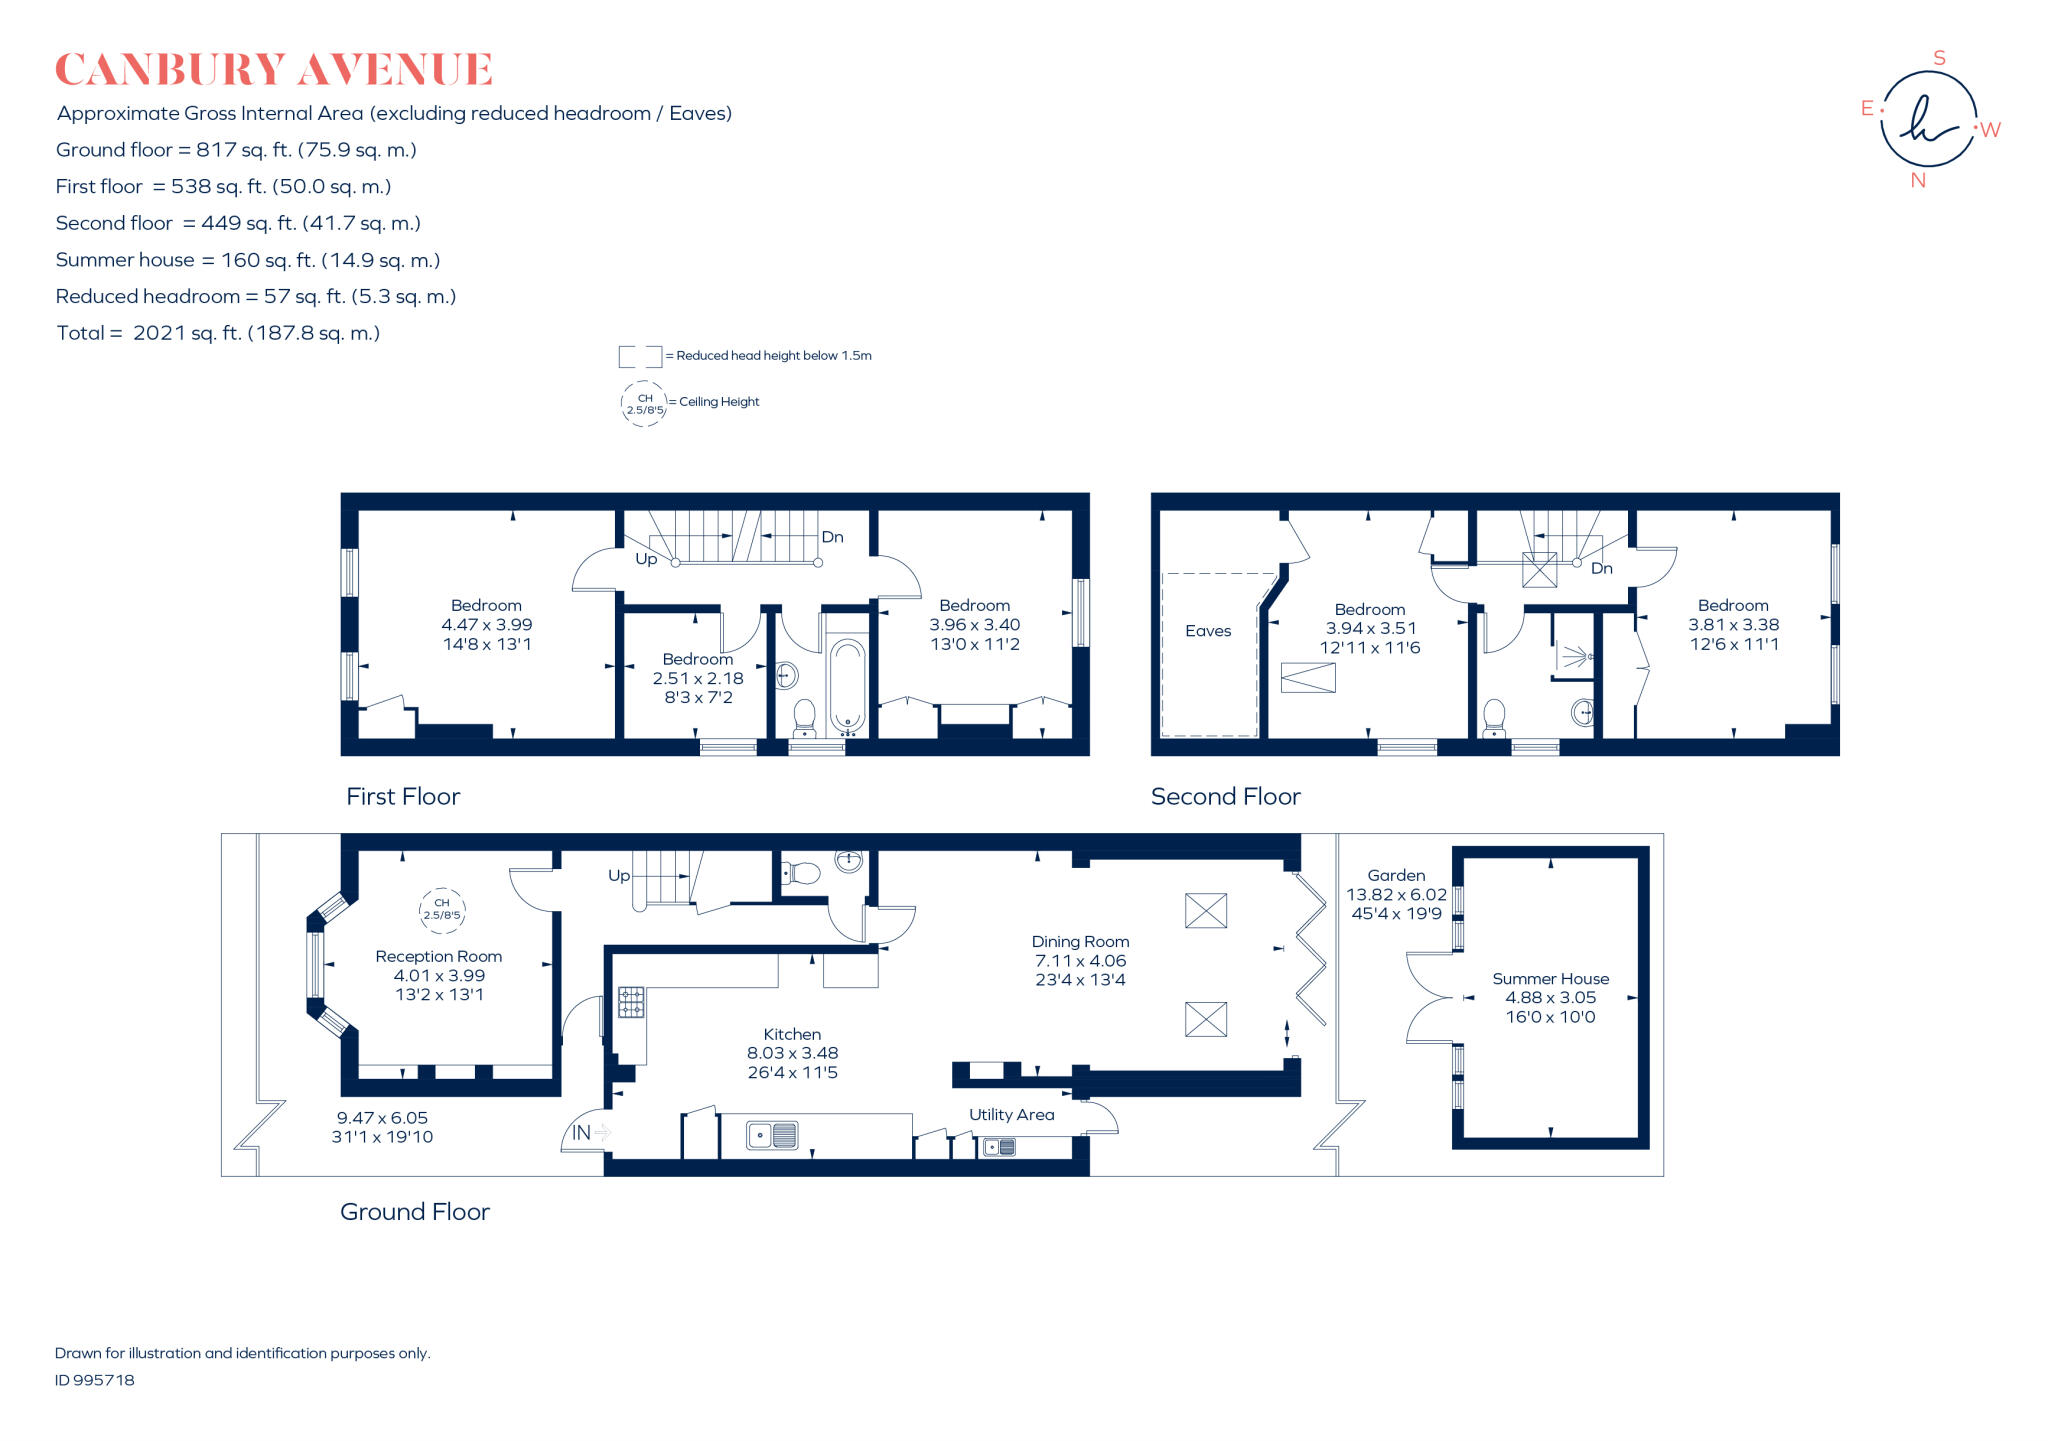 CANBURY AVENUE
Approximate Gross Internal Area (excluding reduced headroom / Eaves)
Ground floor = 817 sq. ft. (75.9 sq. m.)
First floor = 538 sq. ft. (50.0 sq. m.)
Second floor = 449 sq. ft. (41.7 sq. m.)
Summer house = 160 sq. ft. (14.9 sq. m.)
Reduced headroom = 57 sq. ft. (5.3 sq. m.)
Total = 2021 sq. ft. (187.8 sq. m.)
S
E
W
N
h
= Reduced head height below 1.5m
CH
2.5/8'5
= Ceiling Height
Bedroom
4.47 x 3.99
14'8 x 13'1
Up
Dn
Bedroom
2.51 x 2.18
8'3 x 7'2
Bedroom
3.96 x 3.40
13'0 x 11'2
First Floor
Eaves
Bedroom
3.94 x 3.51
12'11 x 11'6
Dn
Bedroom
3.81 x 3.38
12'6 x 11'1
Second Floor
CH
2.5/8'5
Reception Room
4.01 x 3.99
13'2 x 13'1
Up
Kitchen
8.03 x 3.48
26'4 x 11'5
Dining Room
7.11 x 4.06
23'4 x 13'4
Utility Area
IN
9.47 x 6.05
31'1 x 19'10
Garden
13.82 x 6.02
45'4 x 19'9
Summer House
4.88 x 3.05
16'0 x 10'0
Ground Floor
Drawn for illustration and identification purposes only.
ID 995718